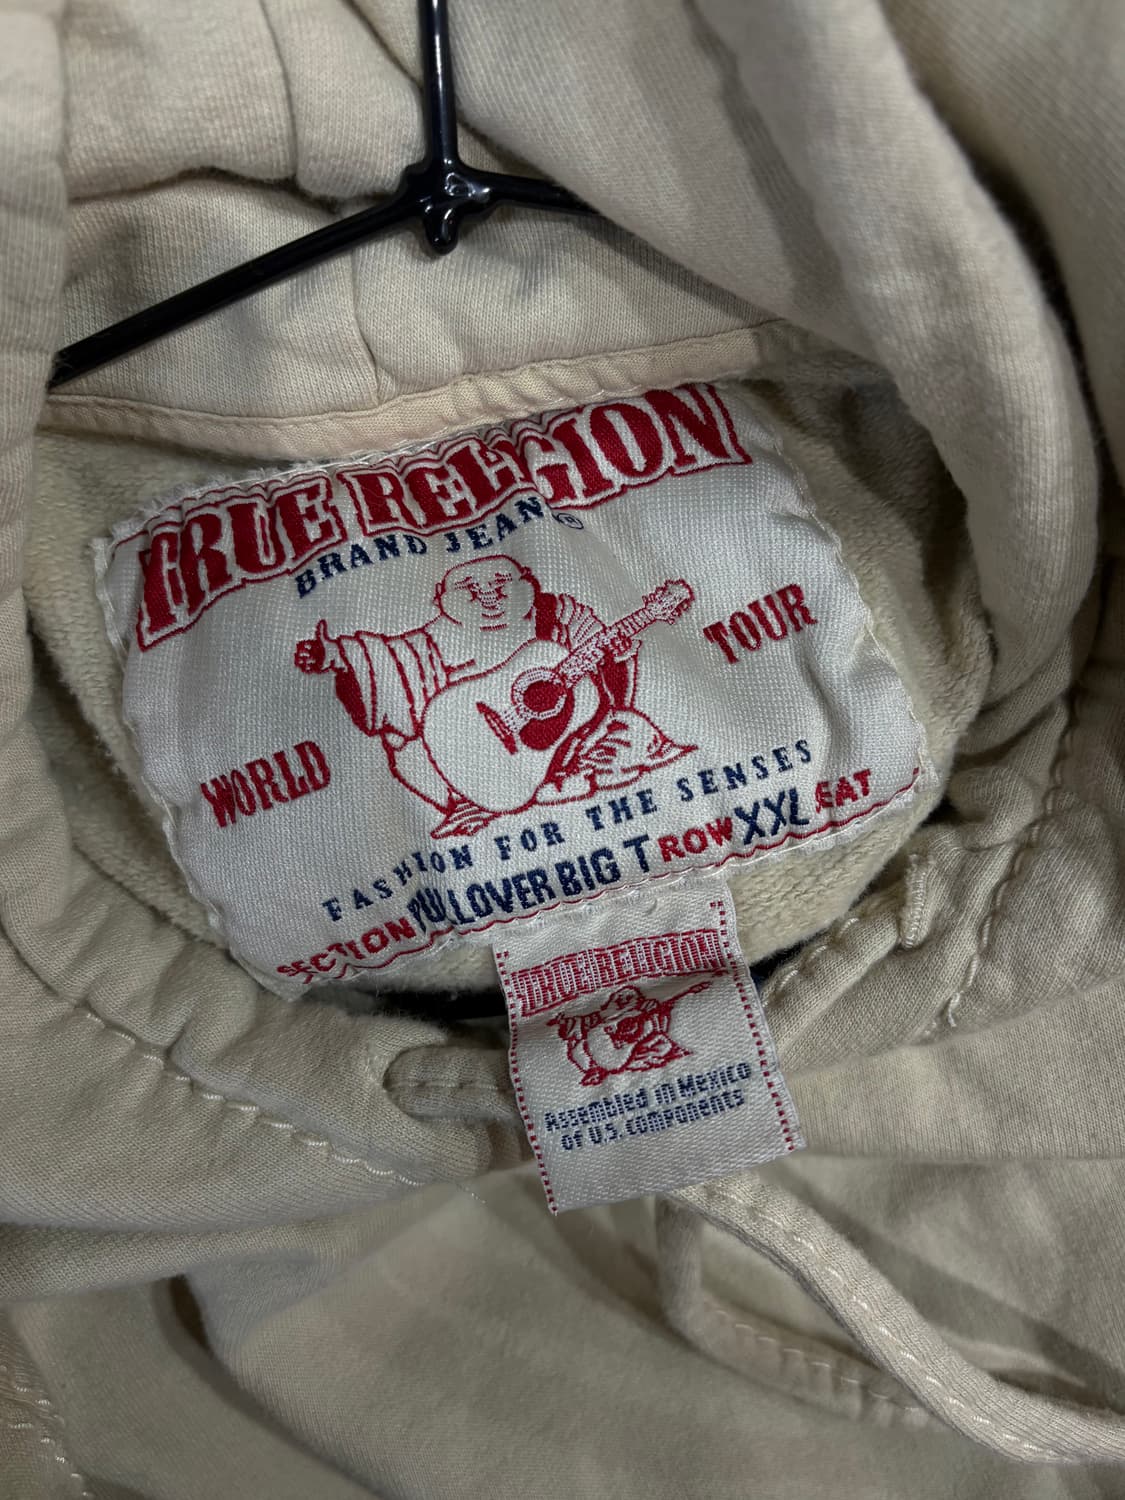 TRUE RELIGION
BRAND JEANS ®
WORLD TOUR
FASHION FOR THE SENSES
SECTION PULLOVER BIG T ROW XXL SEAT
TRUE RELIGION
Assembled in Mexico
of U.S. components